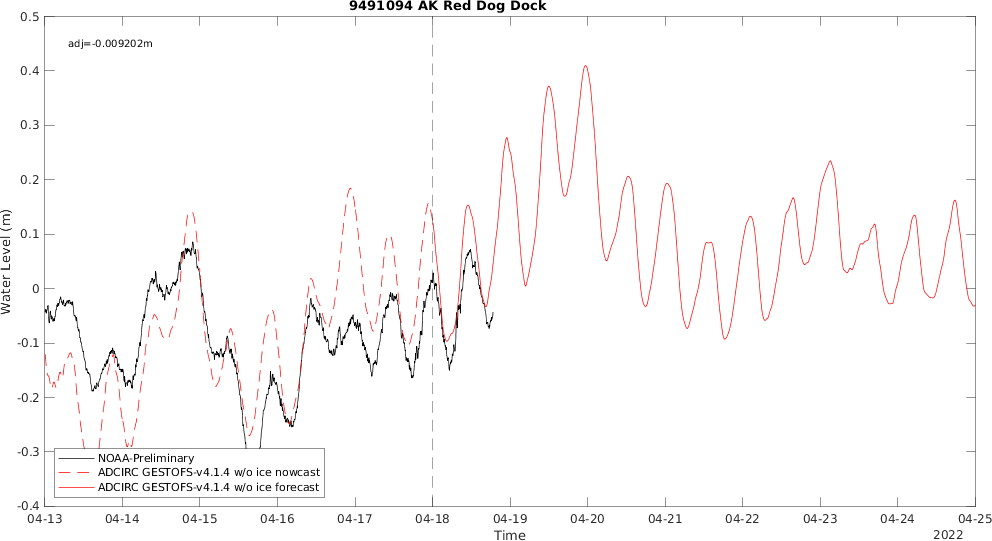 9491094 AK Red Dog Dock
adj=-0.009202m
Water Level (m)
0.5
0.4
0.3
0.2
0.1
0
-0.1
-0.2
-0.3
-0.4
NOAA-Preliminary
ADCIRC GESTOFS-v4.1.4 w/o ice nowcast
ADCIRC GESTOFS-v4.1.4 w/o ice forecast
04-13 04-14 04-15 04-16 04-17 04-18 04-19 04-20 04-21 04-22 04-23 04-24 04-25
Time
2022